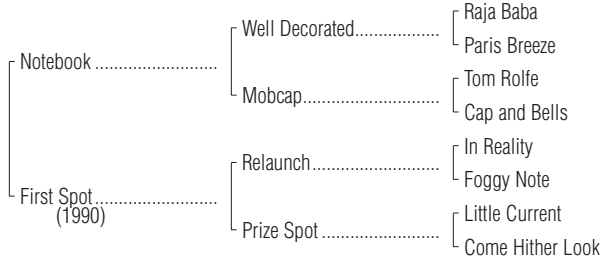 Raja Baba
Well Decorated..................
Paris Breeze
Notebook ..........................
Tom Rolfe
Mobcap.............................
Cap and Bells
In Reality
Relaunch...........................
Foggy Note
First Spot..........................
(1990)
Little Current
Prize Spot .........................
Come Hither Look